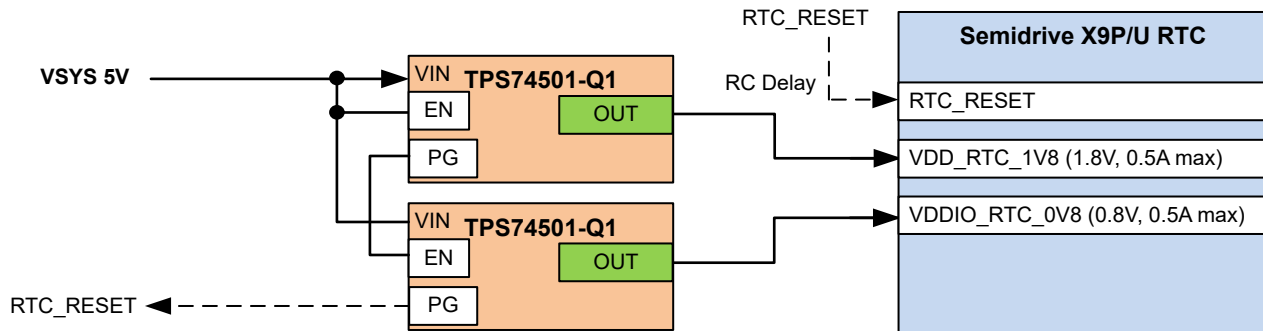 RTC_RESET
Semidrive X9P/U RTC
VSYS 5V
VIN
TPS74501-Q1
EN
OUT
PG
RC Delay
RTC_RESET
VDD_RTC_1V8 (1.8V, 0.5A max)
VDDIO_RTC_0V8 (0.8V, 0.5A max)
VIN
TPS74501-Q1
EN
OUT
PG
RTC_RESET